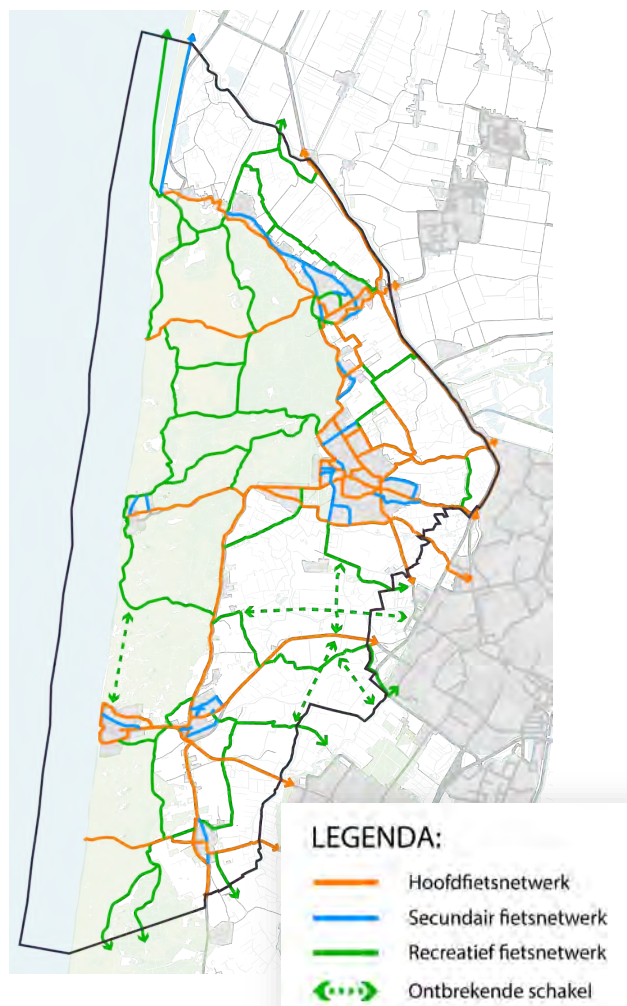 LEGENDA:
Hoofdfietsnetwerk
Secundair fietsnetwerk
Recreatief fietsnetwerk
Ontbrekende schakel